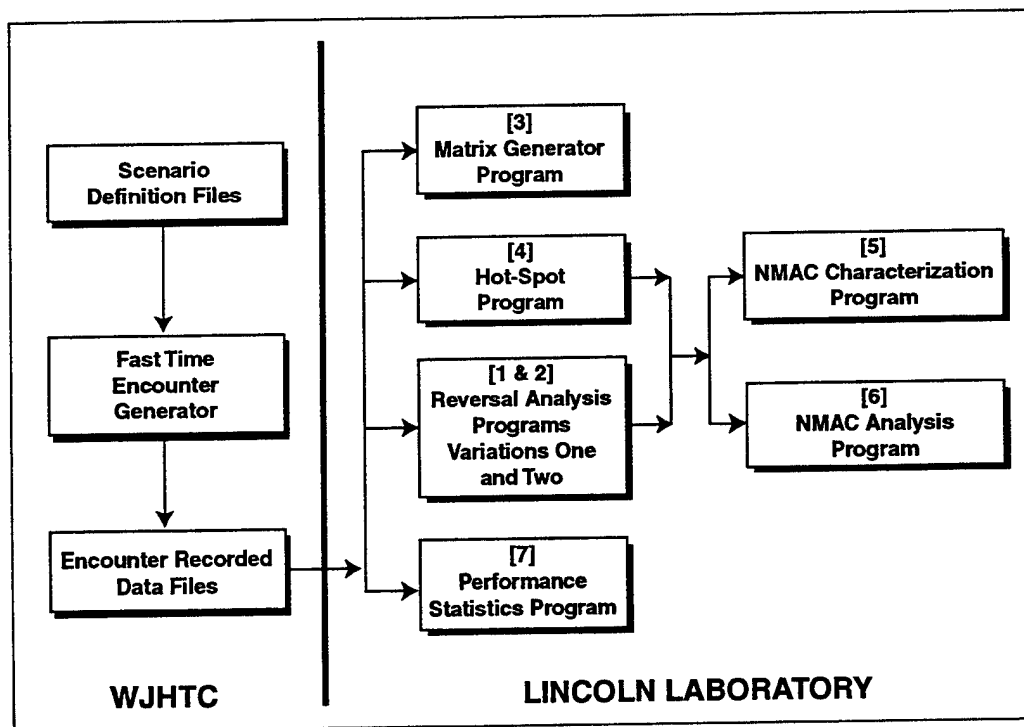 Scenario
Definition Files
Fast Time
Encounter
Generator
Encounter Recorded
Data Files
WJHTC
[3]
Matrix Generator
Program
[4]
Hot-Spot
Program
[1 & 2]
Reversal Analysis
Programs
Variations One
and Two
[7]
Performance
Statistics Program
[5]
NMAC Characterization
Program
[6]
NMAC Analysis
Program
LINCOLN LABORATORY